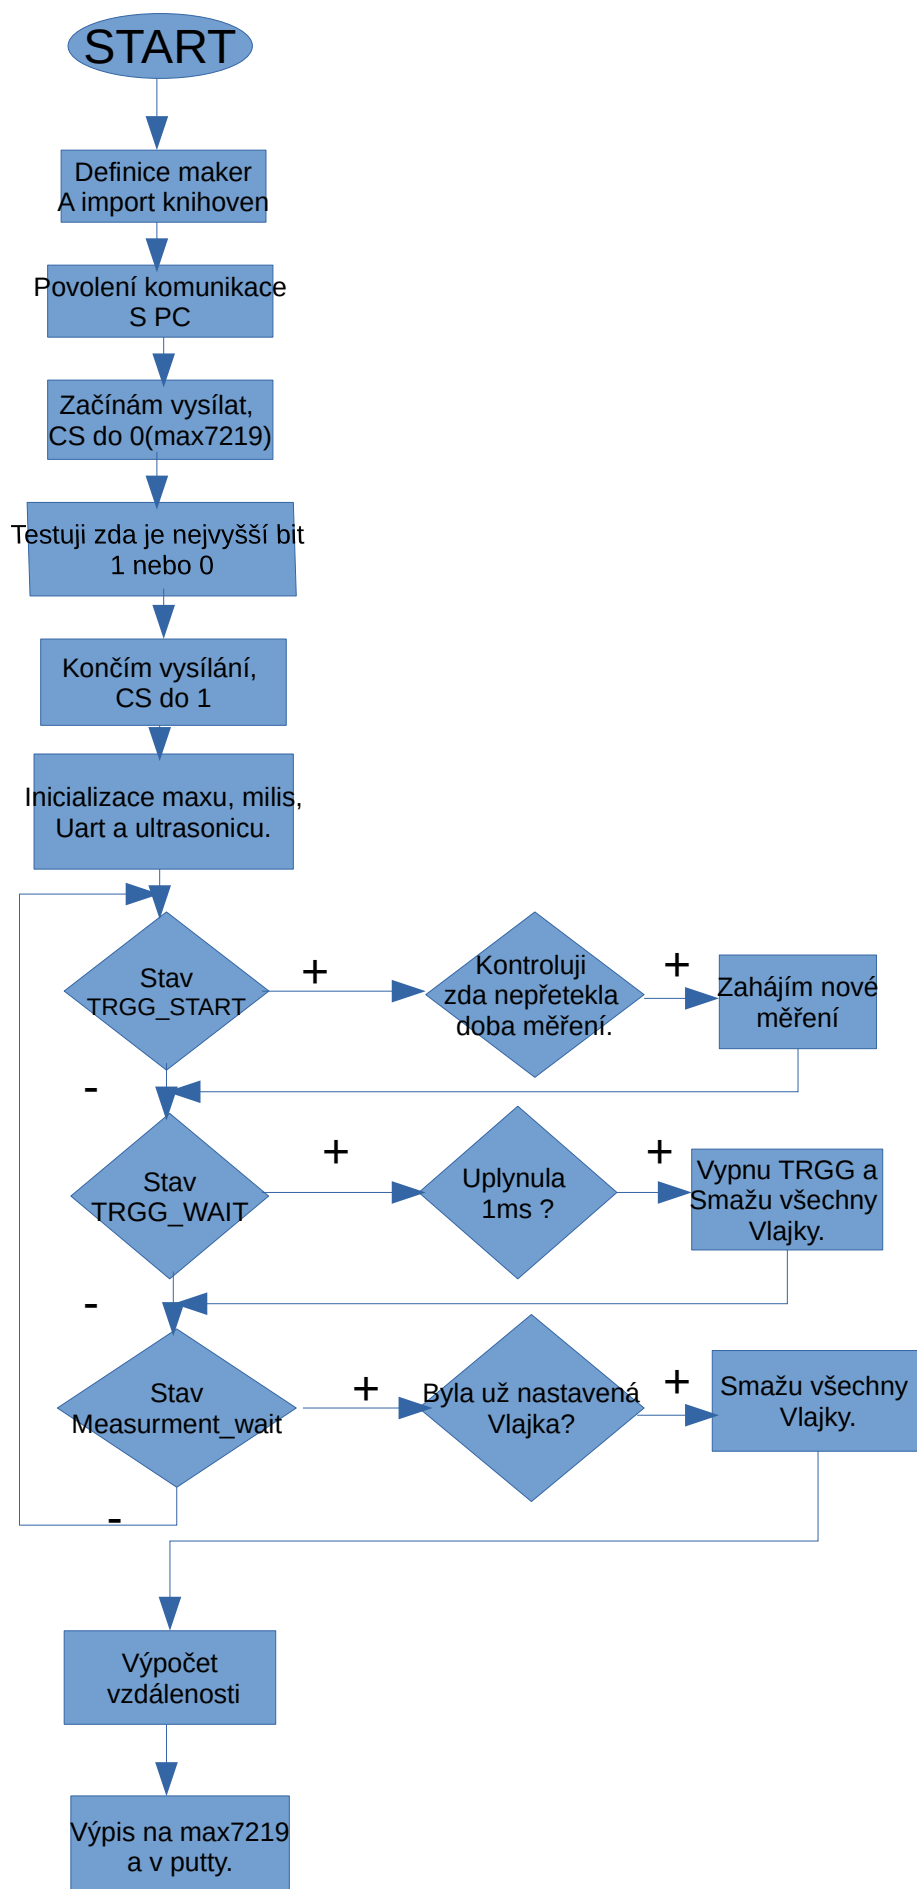 START
Definice maker
A import knihoven
Povolení komunikace
S PC
Začínám vysílat,
CS do 0(max7219)
Testuji zda je nejvyšší bit
1 nebo 0
Končím vysílání,
CS do 1
Inicializace maxu, milis,
Uart a ultrasonicu.
Stav
TRGG_START
+
Kontroluji
zda nepřetekla
doba měření.
+
Zahájím nové
měření
-
Stav
TRGG_WAIT
+
Uplynula
1ms ?
+
Vypnu TRGG a
Smažu všechny
Vlajky.
-
Stav
Measurment_wait
+
Byla už nastavená
Vlajka?
+
Smažu všechny
Vlajky.
-
Výpočet
vzdálenosti
Výpis na max7219
a v putty.